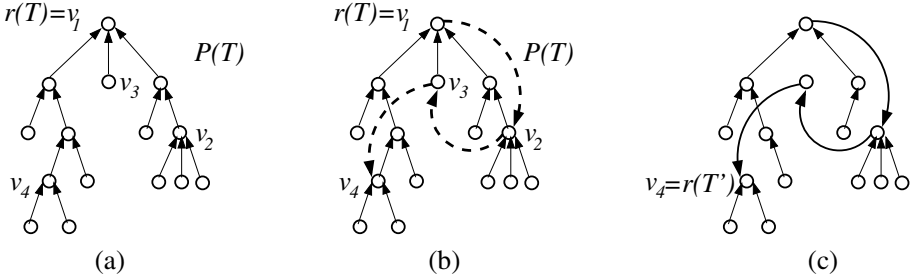 r(T)=v1
P(T)
v3
v2
v4
(a)
r(T)=v1
P(T)
v3
v2
v4
(b)
v4=r(T')
(c)